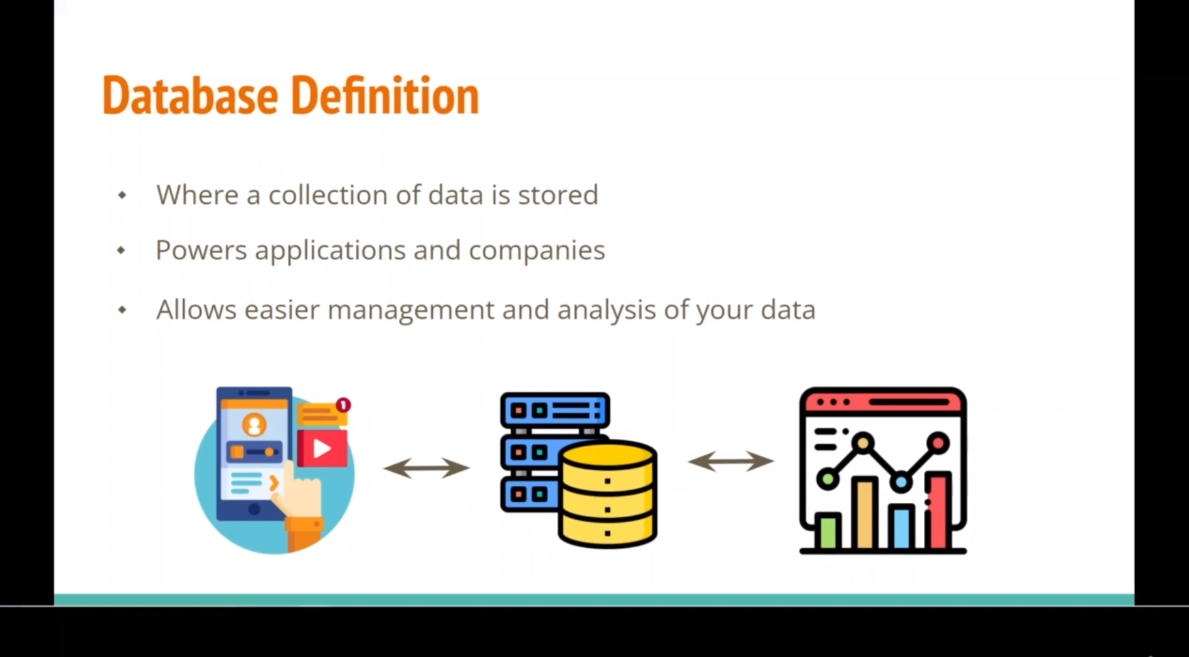 Database Definition
Where a collection of data is stored
Powers applications and companies
Allows easier management and analysis of your data
1